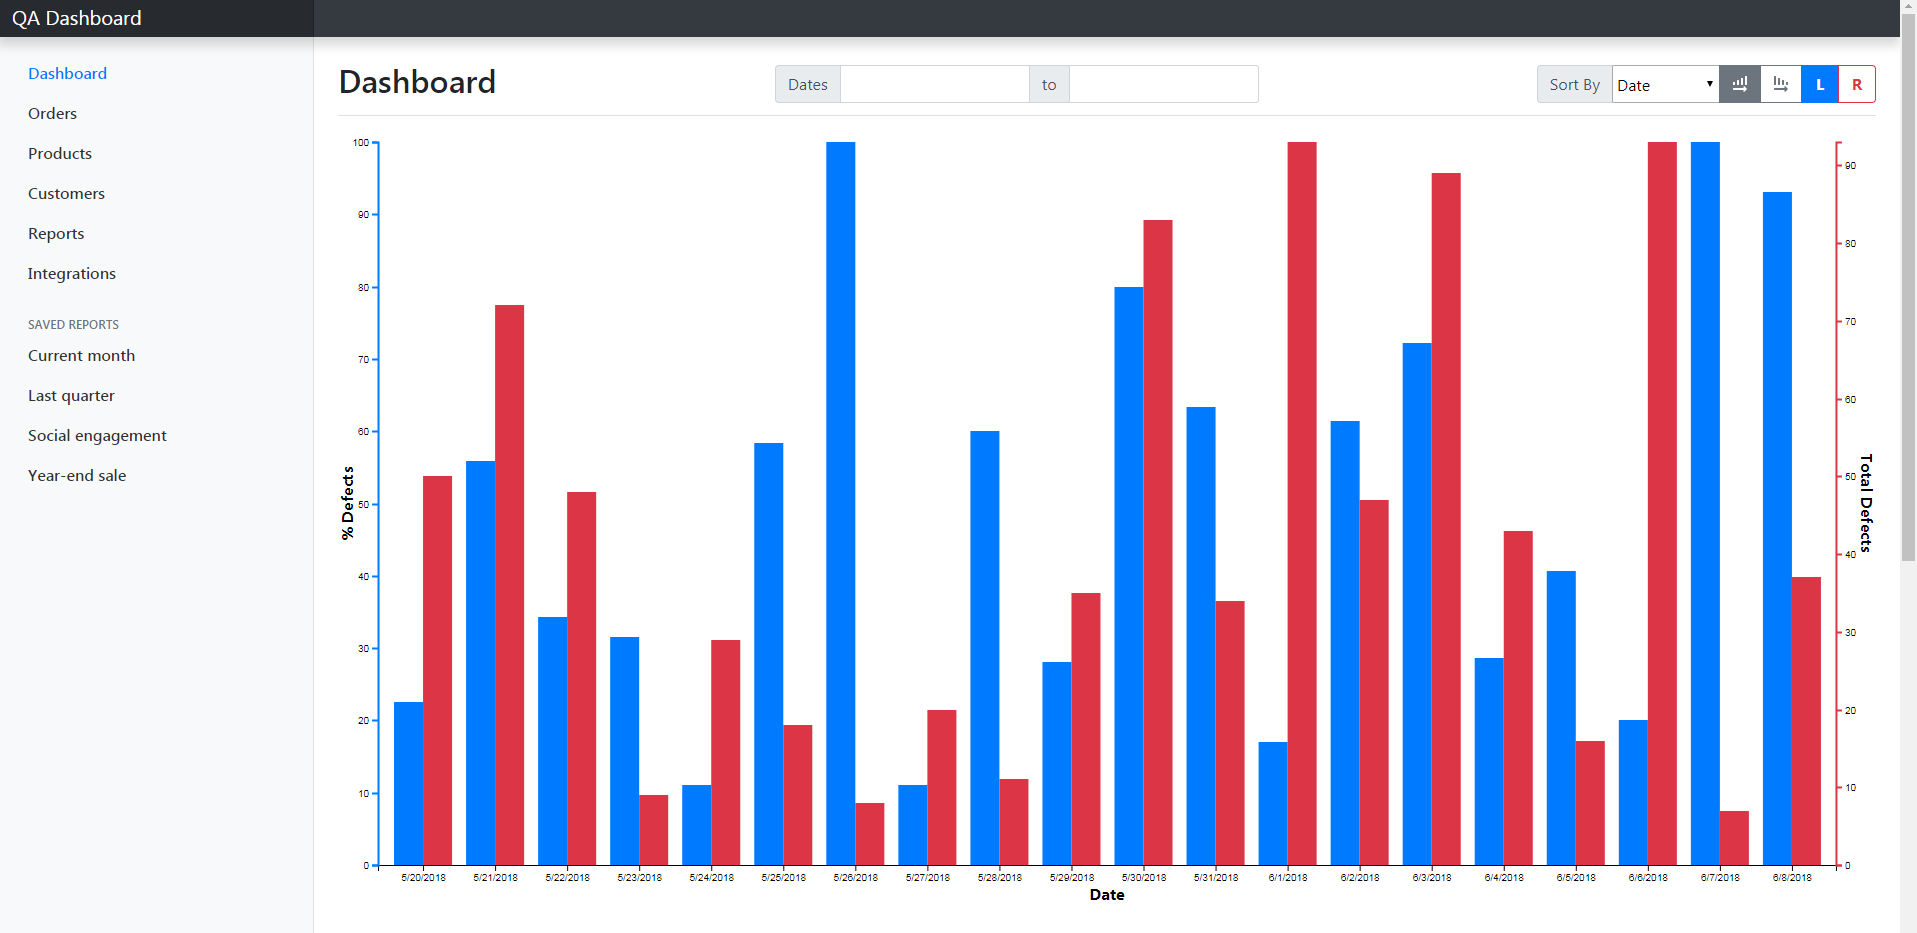 QA Dashboard
Dashboard
Orders
Products
Customers
Reports
Integrations
SAVED REPORTS
Current month
Last quarter
Social engagement
Year-end sale
Dashboard
Dates to
Sort By Date L R
% Defects
100
90
80
70
60
50
40
30
20
10
0
90
80
70
60
50
40
30
20
10
0
Total Defects
5/20/2018 5/21/2018 5/22/2018 5/23/2018 5/24/2018 5/25/2018 5/26/2018 5/27/2018 5/28/2018 5/29/2018 5/30/2018 5/31/2018 6/1/2018 6/2/2018 6/3/2018 6/4/2018 6/5/2018 6/6/2018 6/7/2018 6/8/2018
Date